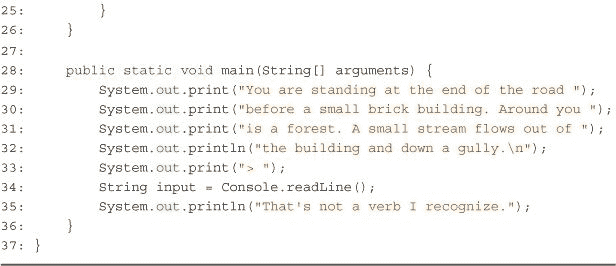 25:         }
26:     }
27:
28:     public static void main(String[] arguments) {
29:         System.out.print("You are standing at the end of the road ");
30:         System.out.print("before a small brick building. Around you ");
31:         System.out.print("is a forest. A small stream flows out of ");
32:         System.out.println("the building and down a gully.\n");
33:         System.out.print("> ");
34:         String input = Console.readLine();
35:         System.out.println("That's not a verb I recognize.");
36:     }
37: }